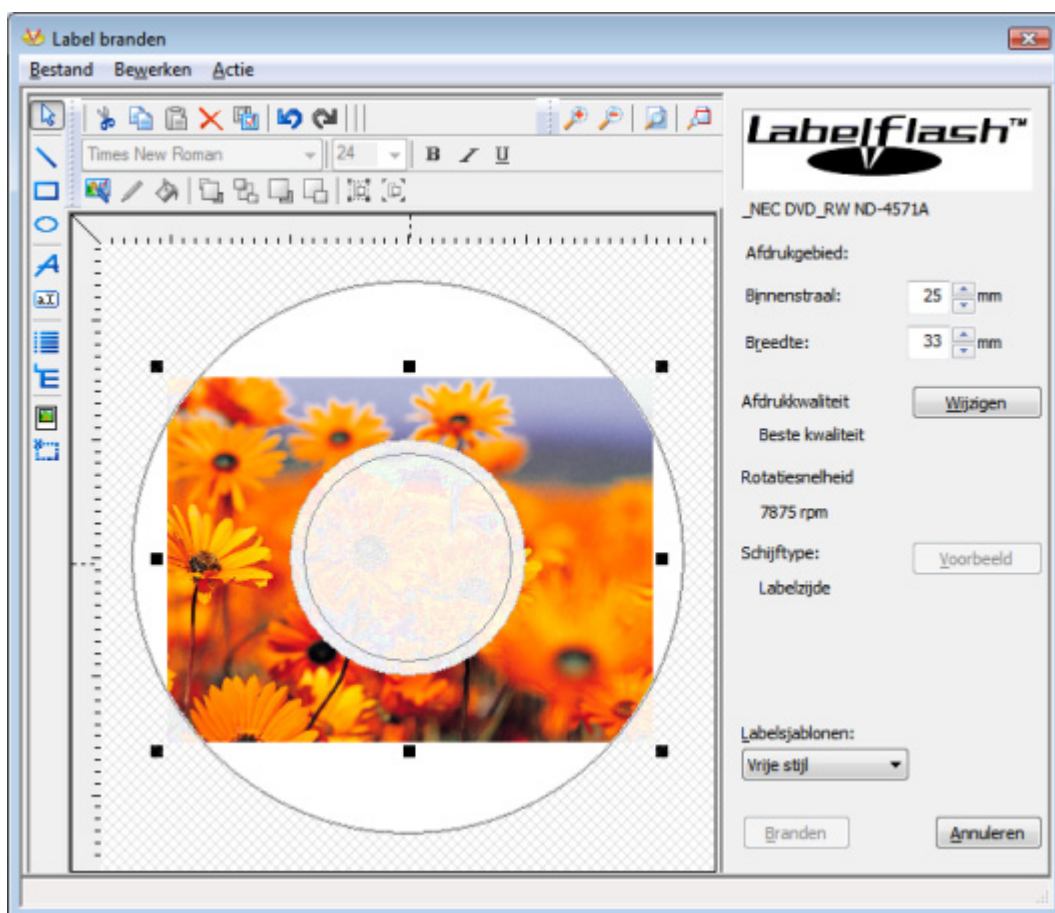 Label branden
Bestand Bewerken Actie
Times New Roman 24 B I U
Labelflash™
_NEC DVD_RW ND-4571A
Afdrukgebied:
Binnenstraal: 25 mm
Breedte: 33 mm
Afdrukkwaliteit Wijzigen
Beste kwaliteit
Rotatiesnelheid
7875 rpm
Schijftype: Voorbeeld
Labelzijde
Labelsjablonen:
Vrije stijl
Branden Annuleren